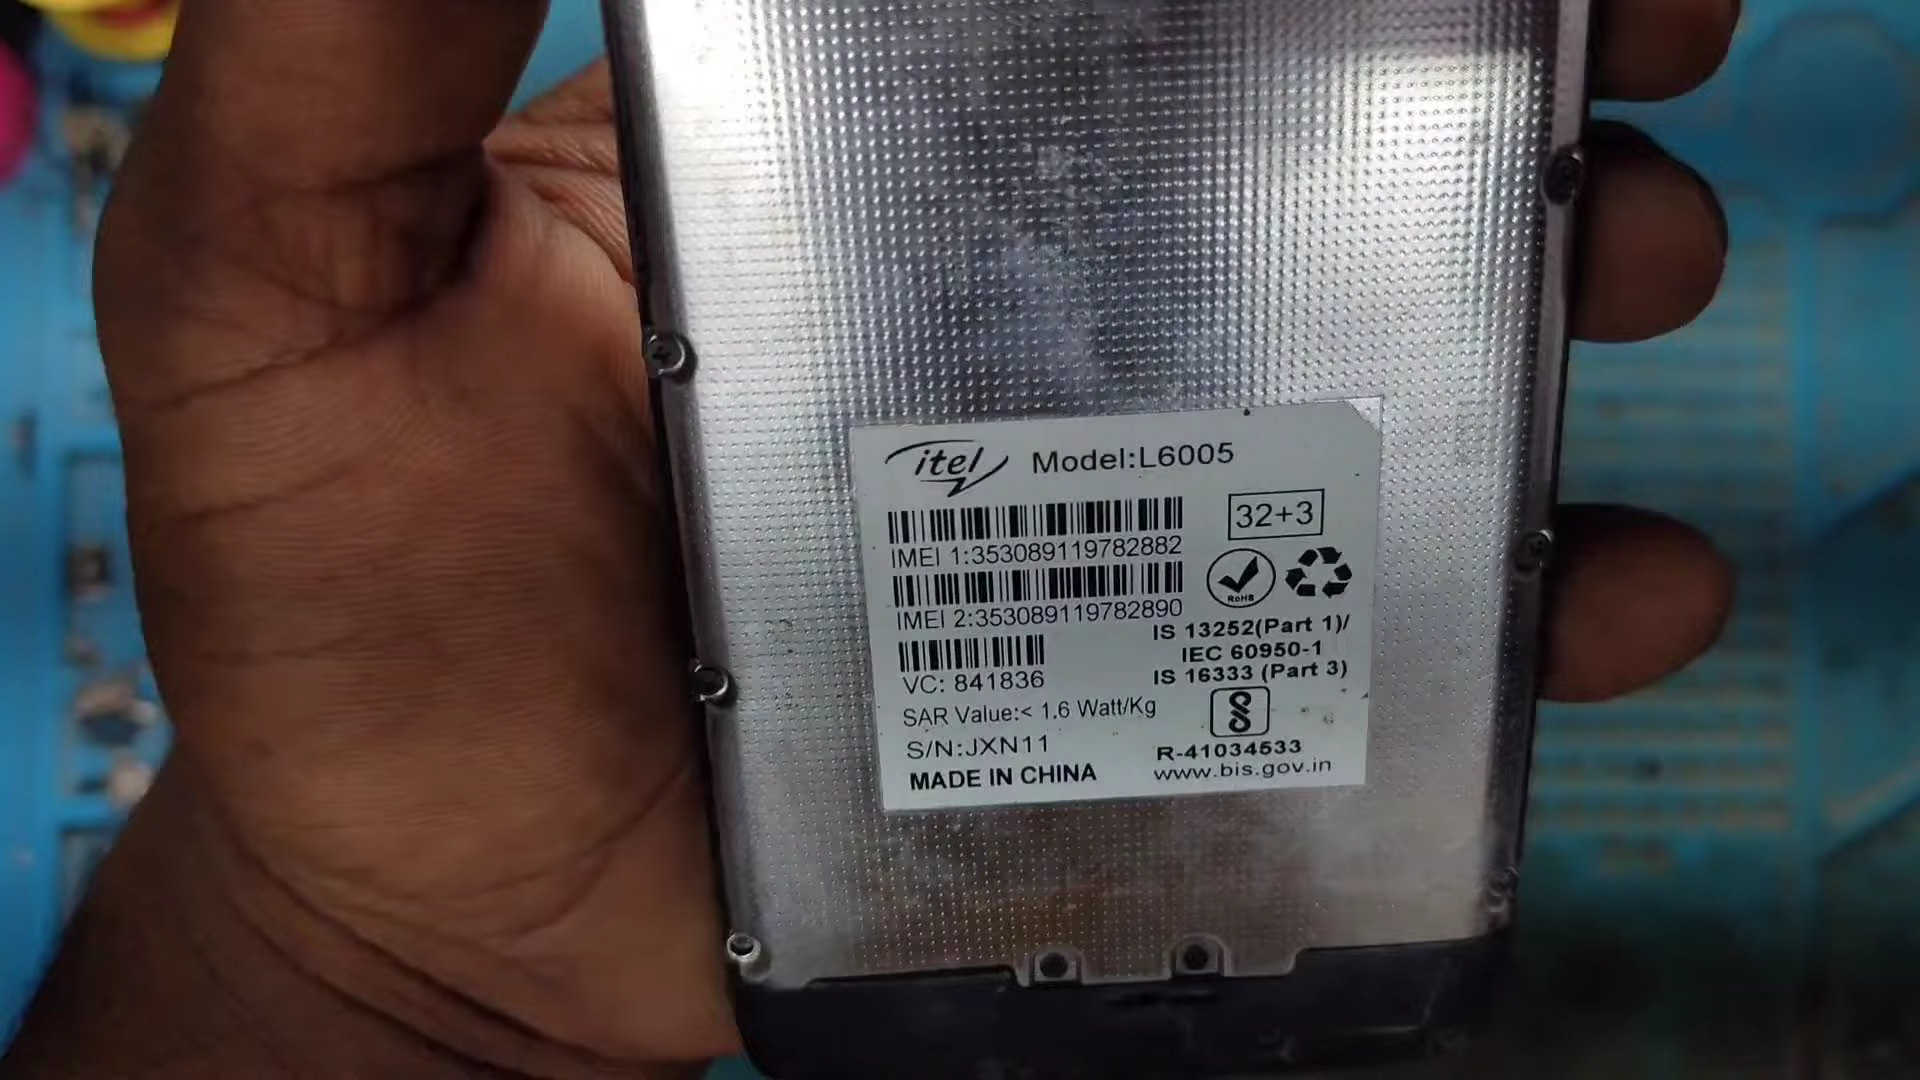 itel Model:L6005
32+3
IMEI 1:353089119782882
IMEI 2:353089119782890
RoHS
VC: 841836
IS 13252(Part 1)/
IEC 60950-1
IS 16333 (Part 3)
SAR Value:< 1.6 Watt/Kg
S/N:JXN11
R-41034533
MADE IN CHINA
www.bis.gov.in